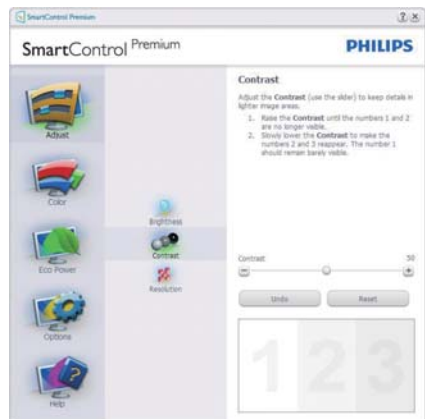 SmartControl Premium
SmartControl Premium
PHILIPS
Adjust
Color
Eco Power
Options
Help
Brightness
Contrast
Resolution
Contrast
Adjust the Contrast (use the slider) to keep details in
lighter image areas.
1. Raise the Contrast until the numbers 1 and 2
are no longer visible.
2. Slowly lower the Contrast to make the
numbers 2 and 3 reappear. The number 1
should remain barely visible.
Contrast 50
Undo Reset
1 2 3